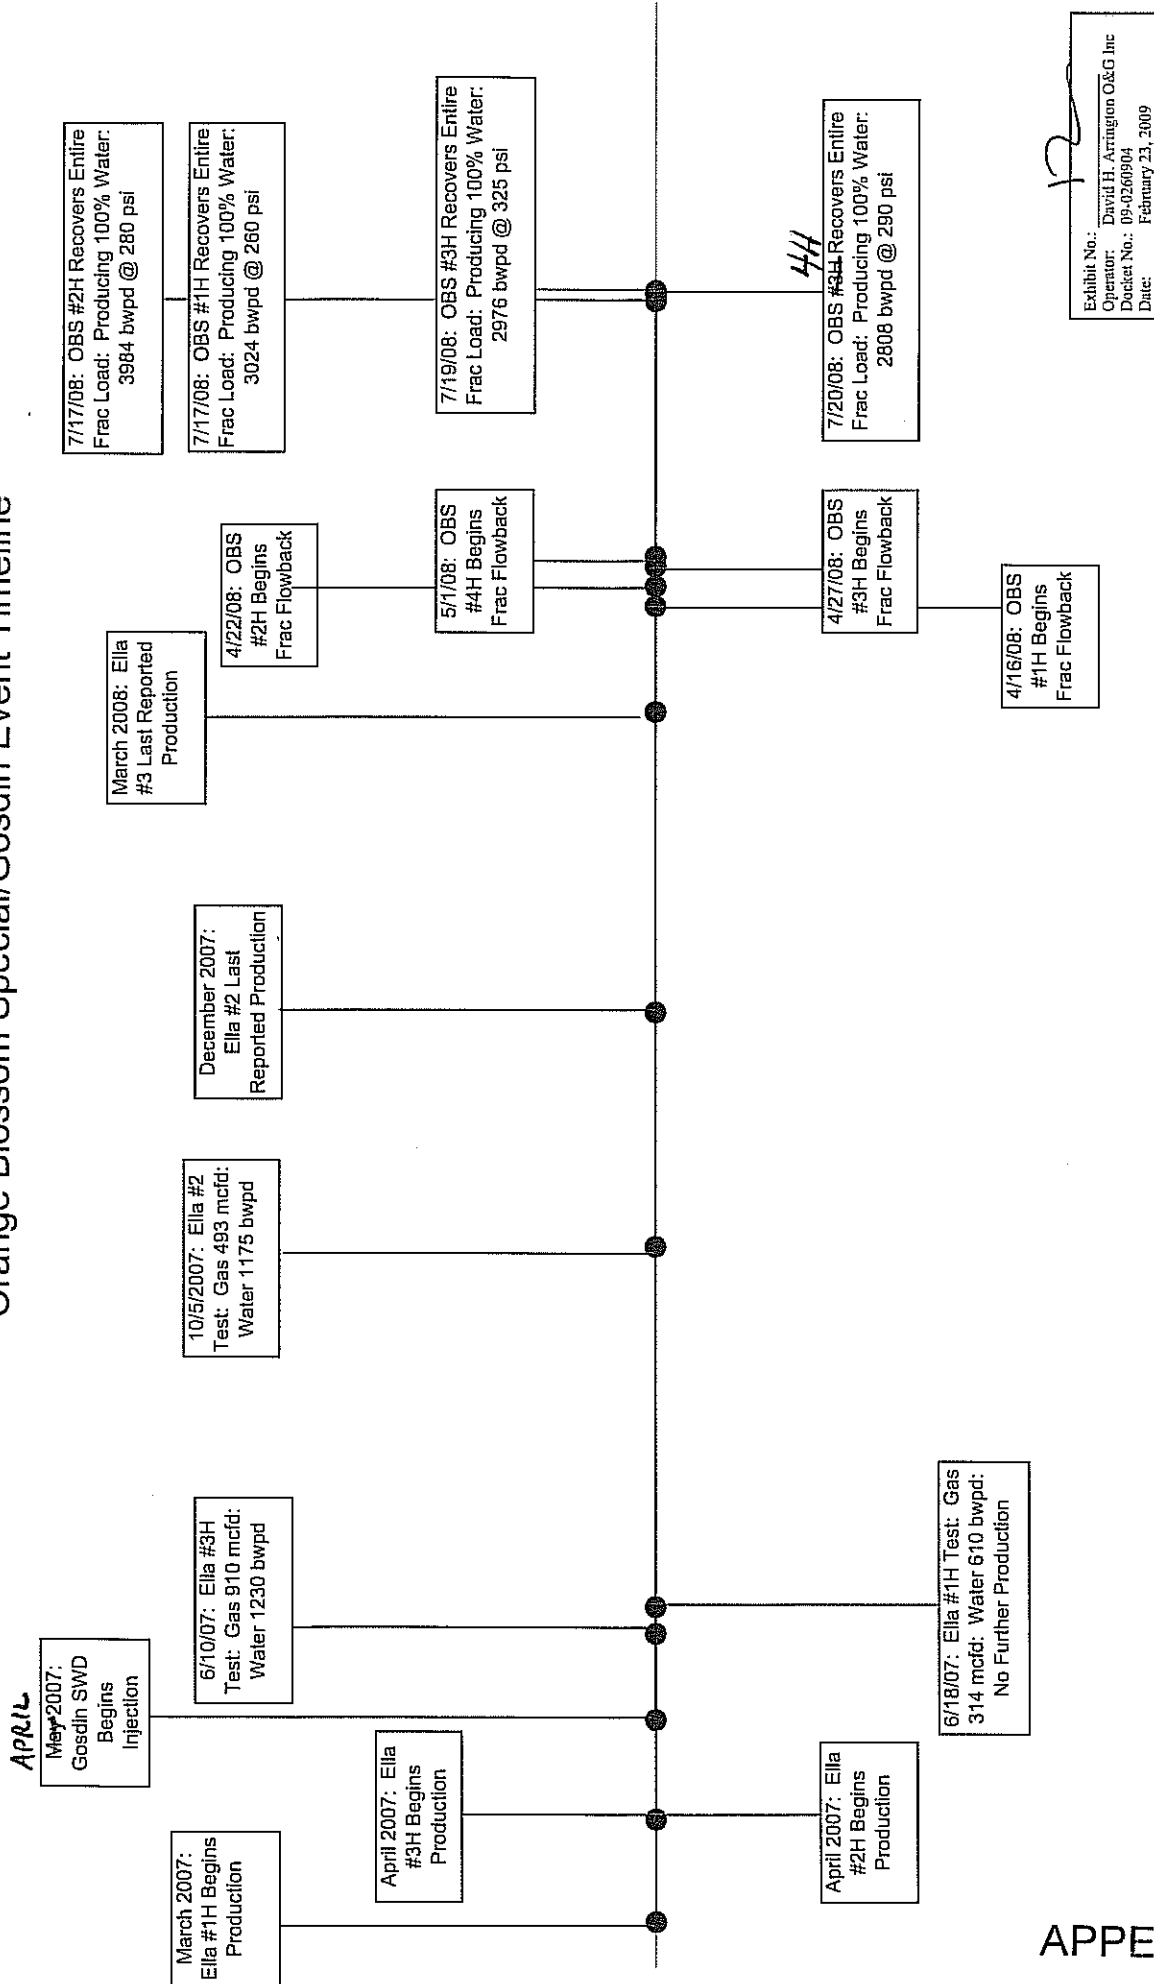 Orange Blossom Special/Gosdin Event Timeline
March 2007:
Ella #1H Begins
Production
April 2007: Ella
#3H Begins
Production
April 2007: Ella
#2H Begins
Production
APRIL
May 2007:
Gosdin SWD
Begins
Injection
6/10/07: Ella #3H
Test: Gas 910 mcfd:
Water 1230 bwpd
6/18/07: Ella #1H Test: Gas
314 mcfd: Water 610 bwpd:
No Further Production
10/5/2007: Ella #2
Test: Gas 493 mcfd:
Water 1175 bwpd
December 2007:
Ella #2 Last
Reported Production
March 2008: Ella
#3 Last Reported
Production
4/22/08: OBS
#2H Begins
Frac Flowback
5/1/08: OBS
#4H Begins
Frac Flowback
4/27/08: OBS
#3H Begins
Frac Flowback
4/16/08: OBS
#1H Begins
Frac Flowback
7/17/08: OBS #2H Recovers Entire
Frac Load: Producing 100% Water:
3984 bwpd @ 280 psi
7/17/08: OBS #1H Recovers Entire
Frac Load: Producing 100% Water:
3024 bwpd @ 260 psi
7/19/08: OBS #3H Recovers Entire
Frac Load: Producing 100% Water:
2976 bwpd @ 325 psi
4H
7/20/08: OBS #3H Recovers Entire
Frac Load: Producing 100% Water:
2808 bwpd @ 290 psi
12
Exhibit No.:
Operator: David H. Arrington O&G Inc
Docket No.: 09-0260904
Date: February 23, 2009
APPE